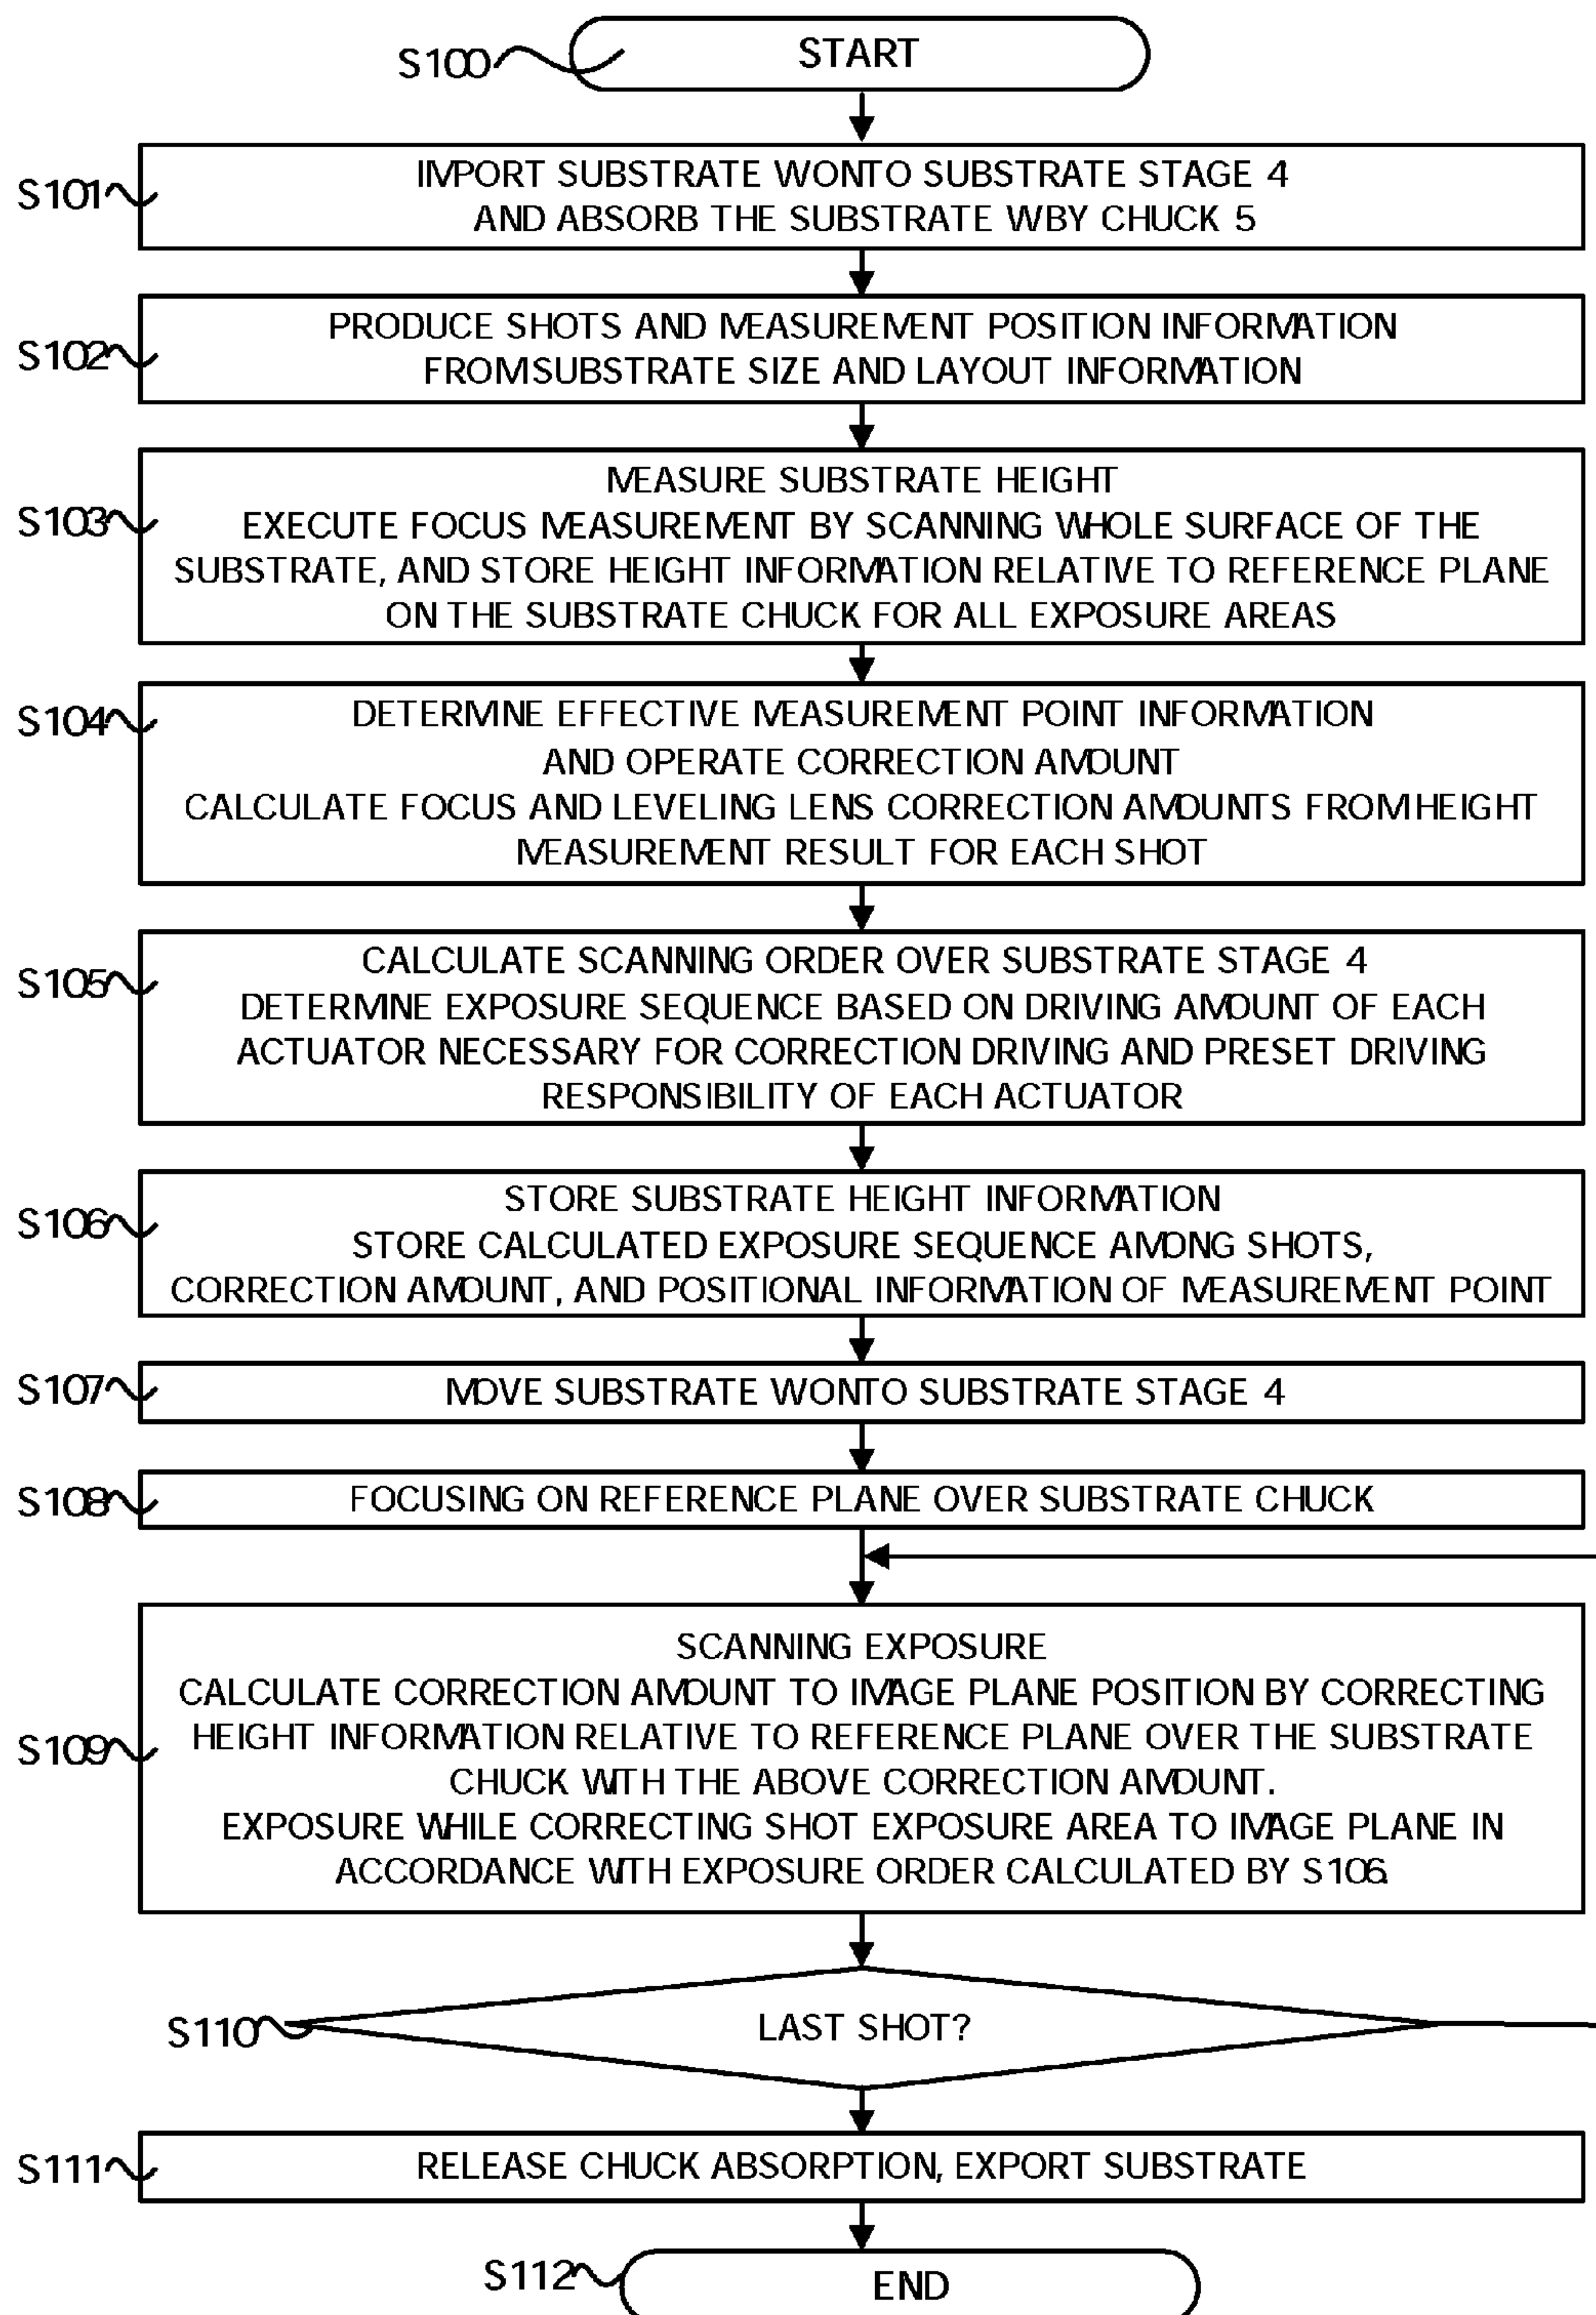 S100
START
S101
IMPORT SUBSTRATE W ONTO SUBSTRATE STAGE 4
AND ABSORB THE SUBSTRATE W BY CHUCK 5
S102
PRODUCE SHOTS AND MEASUREMENT POSITION INFORMATION
FROM SUBSTRATE SIZE AND LAYOUT INFORMATION
S103
MEASURE SUBSTRATE HEIGHT
EXECUTE FOCUS MEASUREMENT BY SCANNING WHOLE SURFACE OF THE
SUBSTRATE, AND STORE HEIGHT INFORMATION RELATIVE TO REFERENCE PLANE
ON THE SUBSTRATE CHUCK FOR ALL EXPOSURE AREAS
S104
DETERMINE EFFECTIVE MEASUREMENT POINT INFORMATION
AND OPERATE CORRECTION AMOUNT
CALCULATE FOCUS AND LEVELING LENS CORRECTION AMOUNTS FROM HEIGHT
MEASUREMENT RESULT FOR EACH SHOT
S105
CALCULATE SCANNING ORDER OVER SUBSTRATE STAGE 4
DETERMINE EXPOSURE SEQUENCE BASED ON DRIVING AMOUNT OF EACH
ACTUATOR NECESSARY FOR CORRECTION DRIVING AND PRESET DRIVING
RESPONSIBILITY OF EACH ACTUATOR
S106
STORE SUBSTRATE HEIGHT INFORMATION
STORE CALCULATED EXPOSURE SEQUENCE AMONG SHOTS,
CORRECTION AMOUNT, AND POSITIONAL INFORMATION OF MEASUREMENT POINT
S107
MOVE SUBSTRATE W ONTO SUBSTRATE STAGE 4
S108
FOCUSING ON REFERENCE PLANE OVER SUBSTRATE CHUCK
S109
SCANNING EXPOSURE
CALCULATE CORRECTION AMOUNT TO IMAGE PLANE POSITION BY CORRECTING
HEIGHT INFORMATION RELATIVE TO REFERENCE PLANE OVER THE SUBSTRATE
CHUCK WITH THE ABOVE CORRECTION AMOUNT.
EXPOSURE WHILE CORRECTING SHOT EXPOSURE AREA TO IMAGE PLANE IN
ACCORDANCE WITH EXPOSURE ORDER CALCULATED BY S106.
S110
LAST SHOT?
S111
RELEASE CHUCK ABSORPTION, EXPORT SUBSTRATE
S112
END